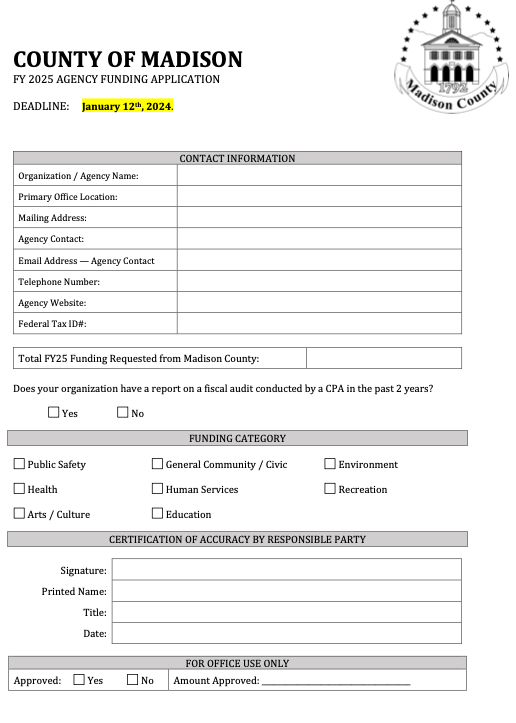 COUNTY OF MADISON
FY 2025 AGENCY FUNDING APPLICATION
DEADLINE: January 12th, 2024.
1792
Madison County
CONTACT INFORMATION
Organization / Agency Name:
Primary Office Location:
Mailing Address:
Agency Contact:
Email Address — Agency Contact
Telephone Number:
Agency Website:
Federal Tax ID#:
Total FY25 Funding Requested from Madison County:
Does your organization have a report on a fiscal audit conducted by a CPA in the past 2 years?
Yes No
FUNDING CATEGORY
Public Safety General Community / Civic Environment
Health Human Services Recreation
Arts / Culture Education
CERTIFICATION OF ACCURACY BY RESPONSIBLE PARTY
Signature:
Printed Name:
Title:
Date:
FOR OFFICE USE ONLY
Approved: Yes No Amount Approved: ______________________________